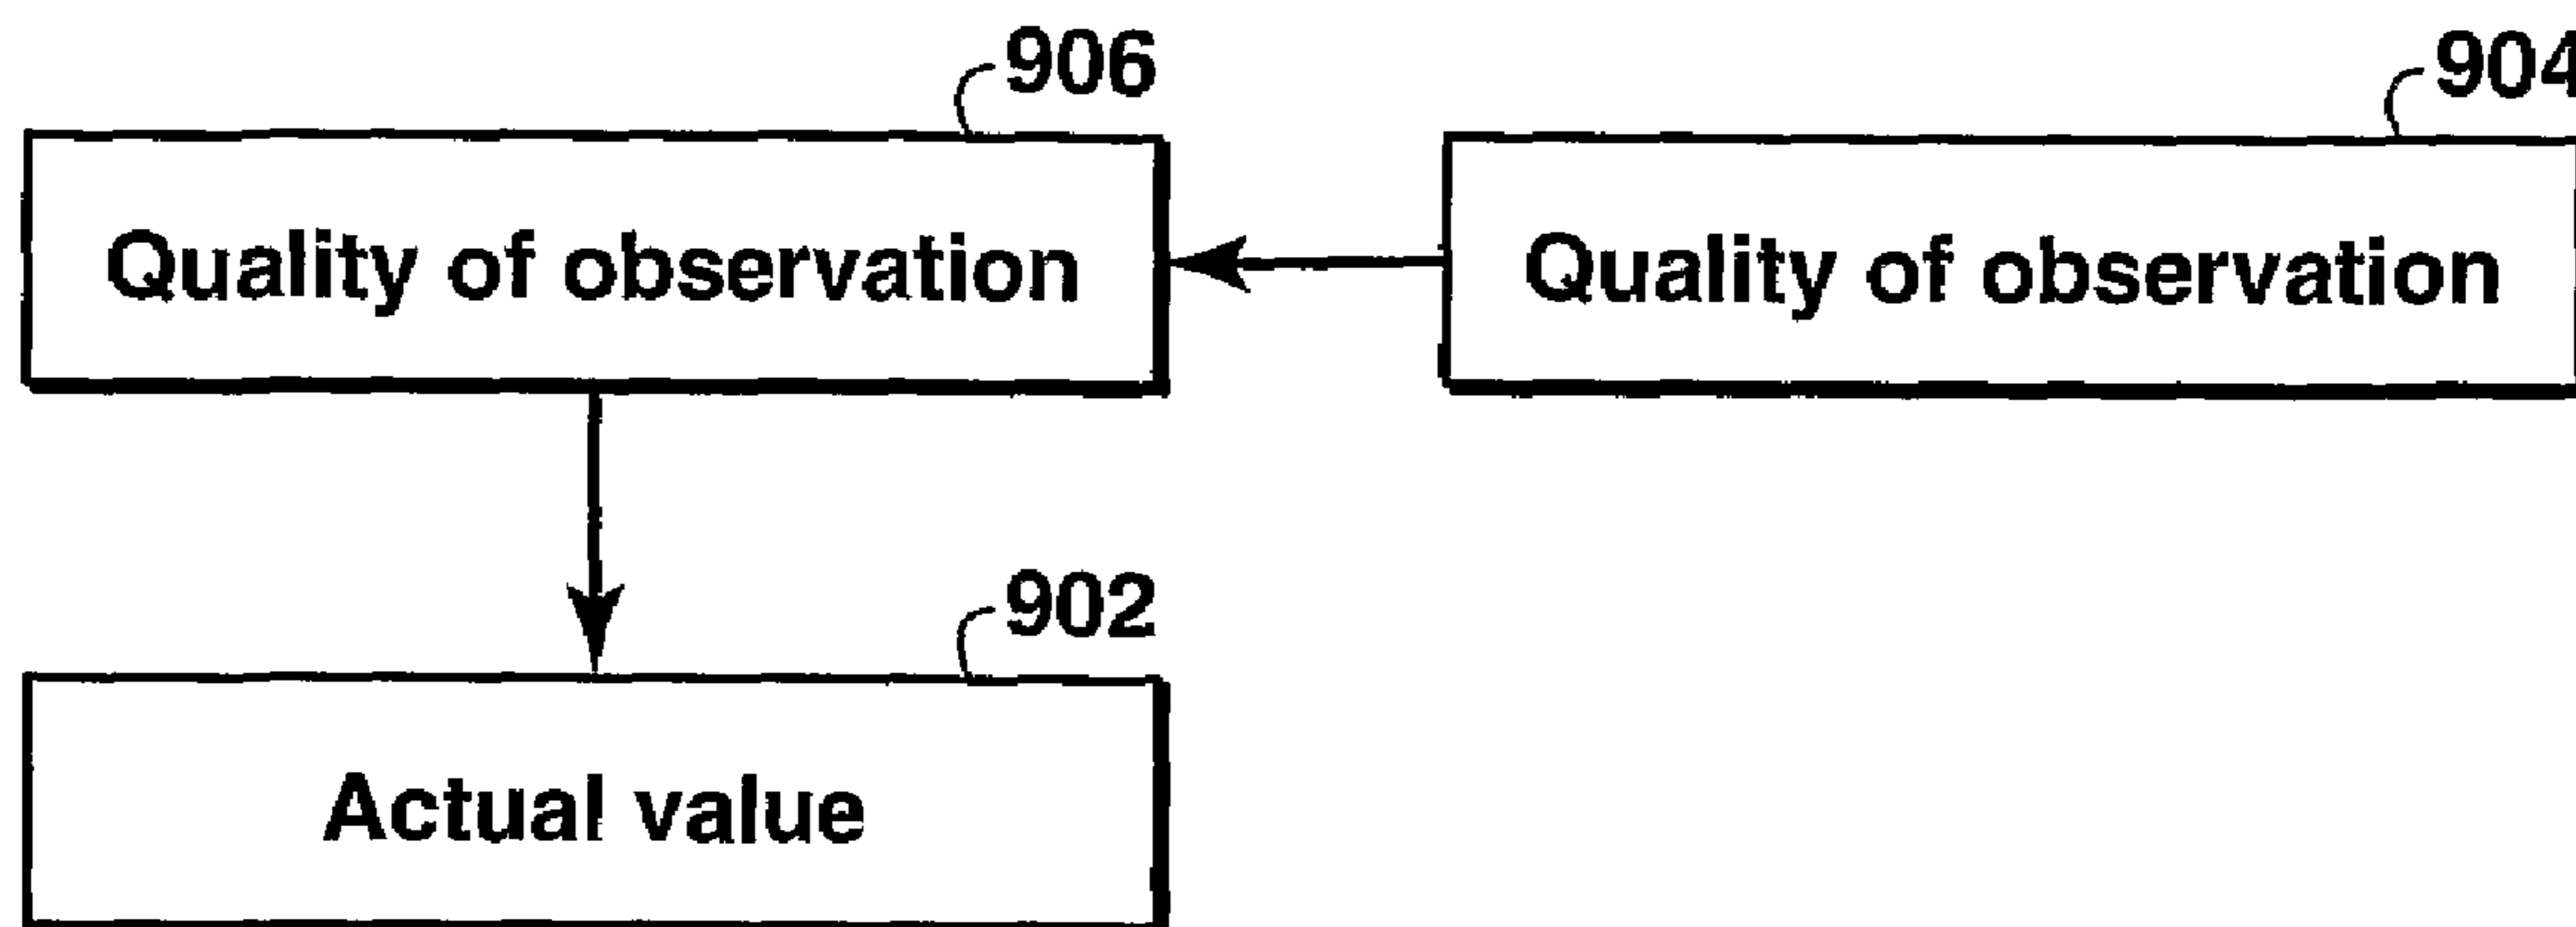 906
904
Quality of observation
Quality of observation
902
Actual value